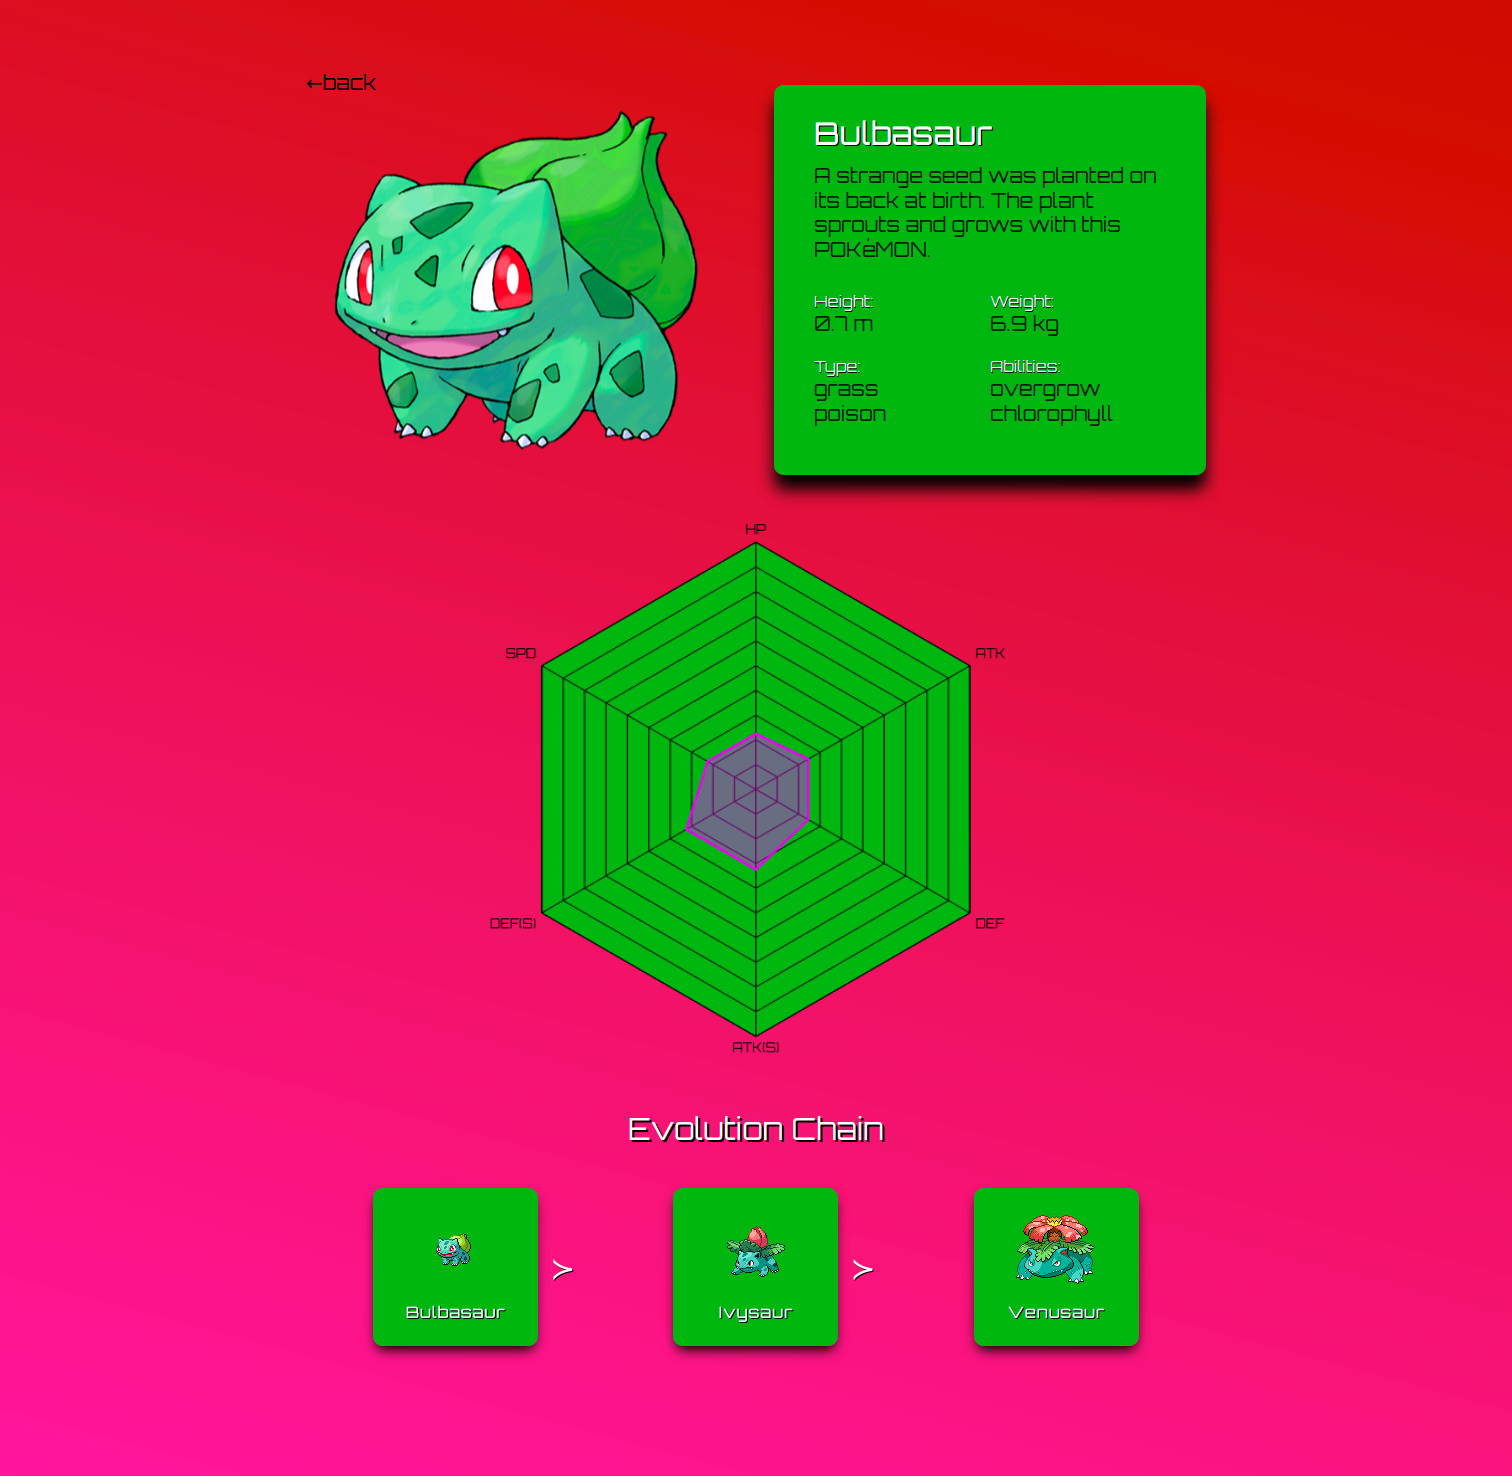 ←back
Bulbasaur
A strange seed was planted on
its back at birth. The plant
sprouts and grows with this
POKéMON.
Height:
0.7 m
Weight:
6.9 kg
Type:
grass
poison
Abilities:
overgrow
chlorophyll
HP
SPD
ATK
DEF(S)
DEF
ATK(S)
Evolution Chain
Bulbasaur
≻
Ivysaur
≻
Venusaur